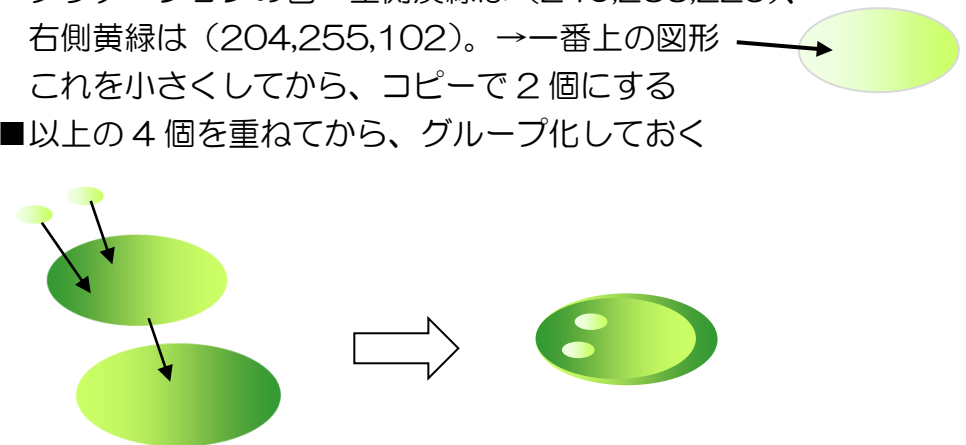 右側黄緑は（204,255,102）。→一番上の図形
これを小さくしてから、コピーで２個にする
■以上の４個を重ねてから、グループ化しておく